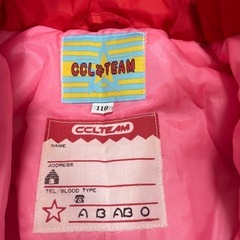 CCL★TEAM
110
CCLTEAM
NAME
ADDRESS
TEL/BLOOD TYPE
A B AB O